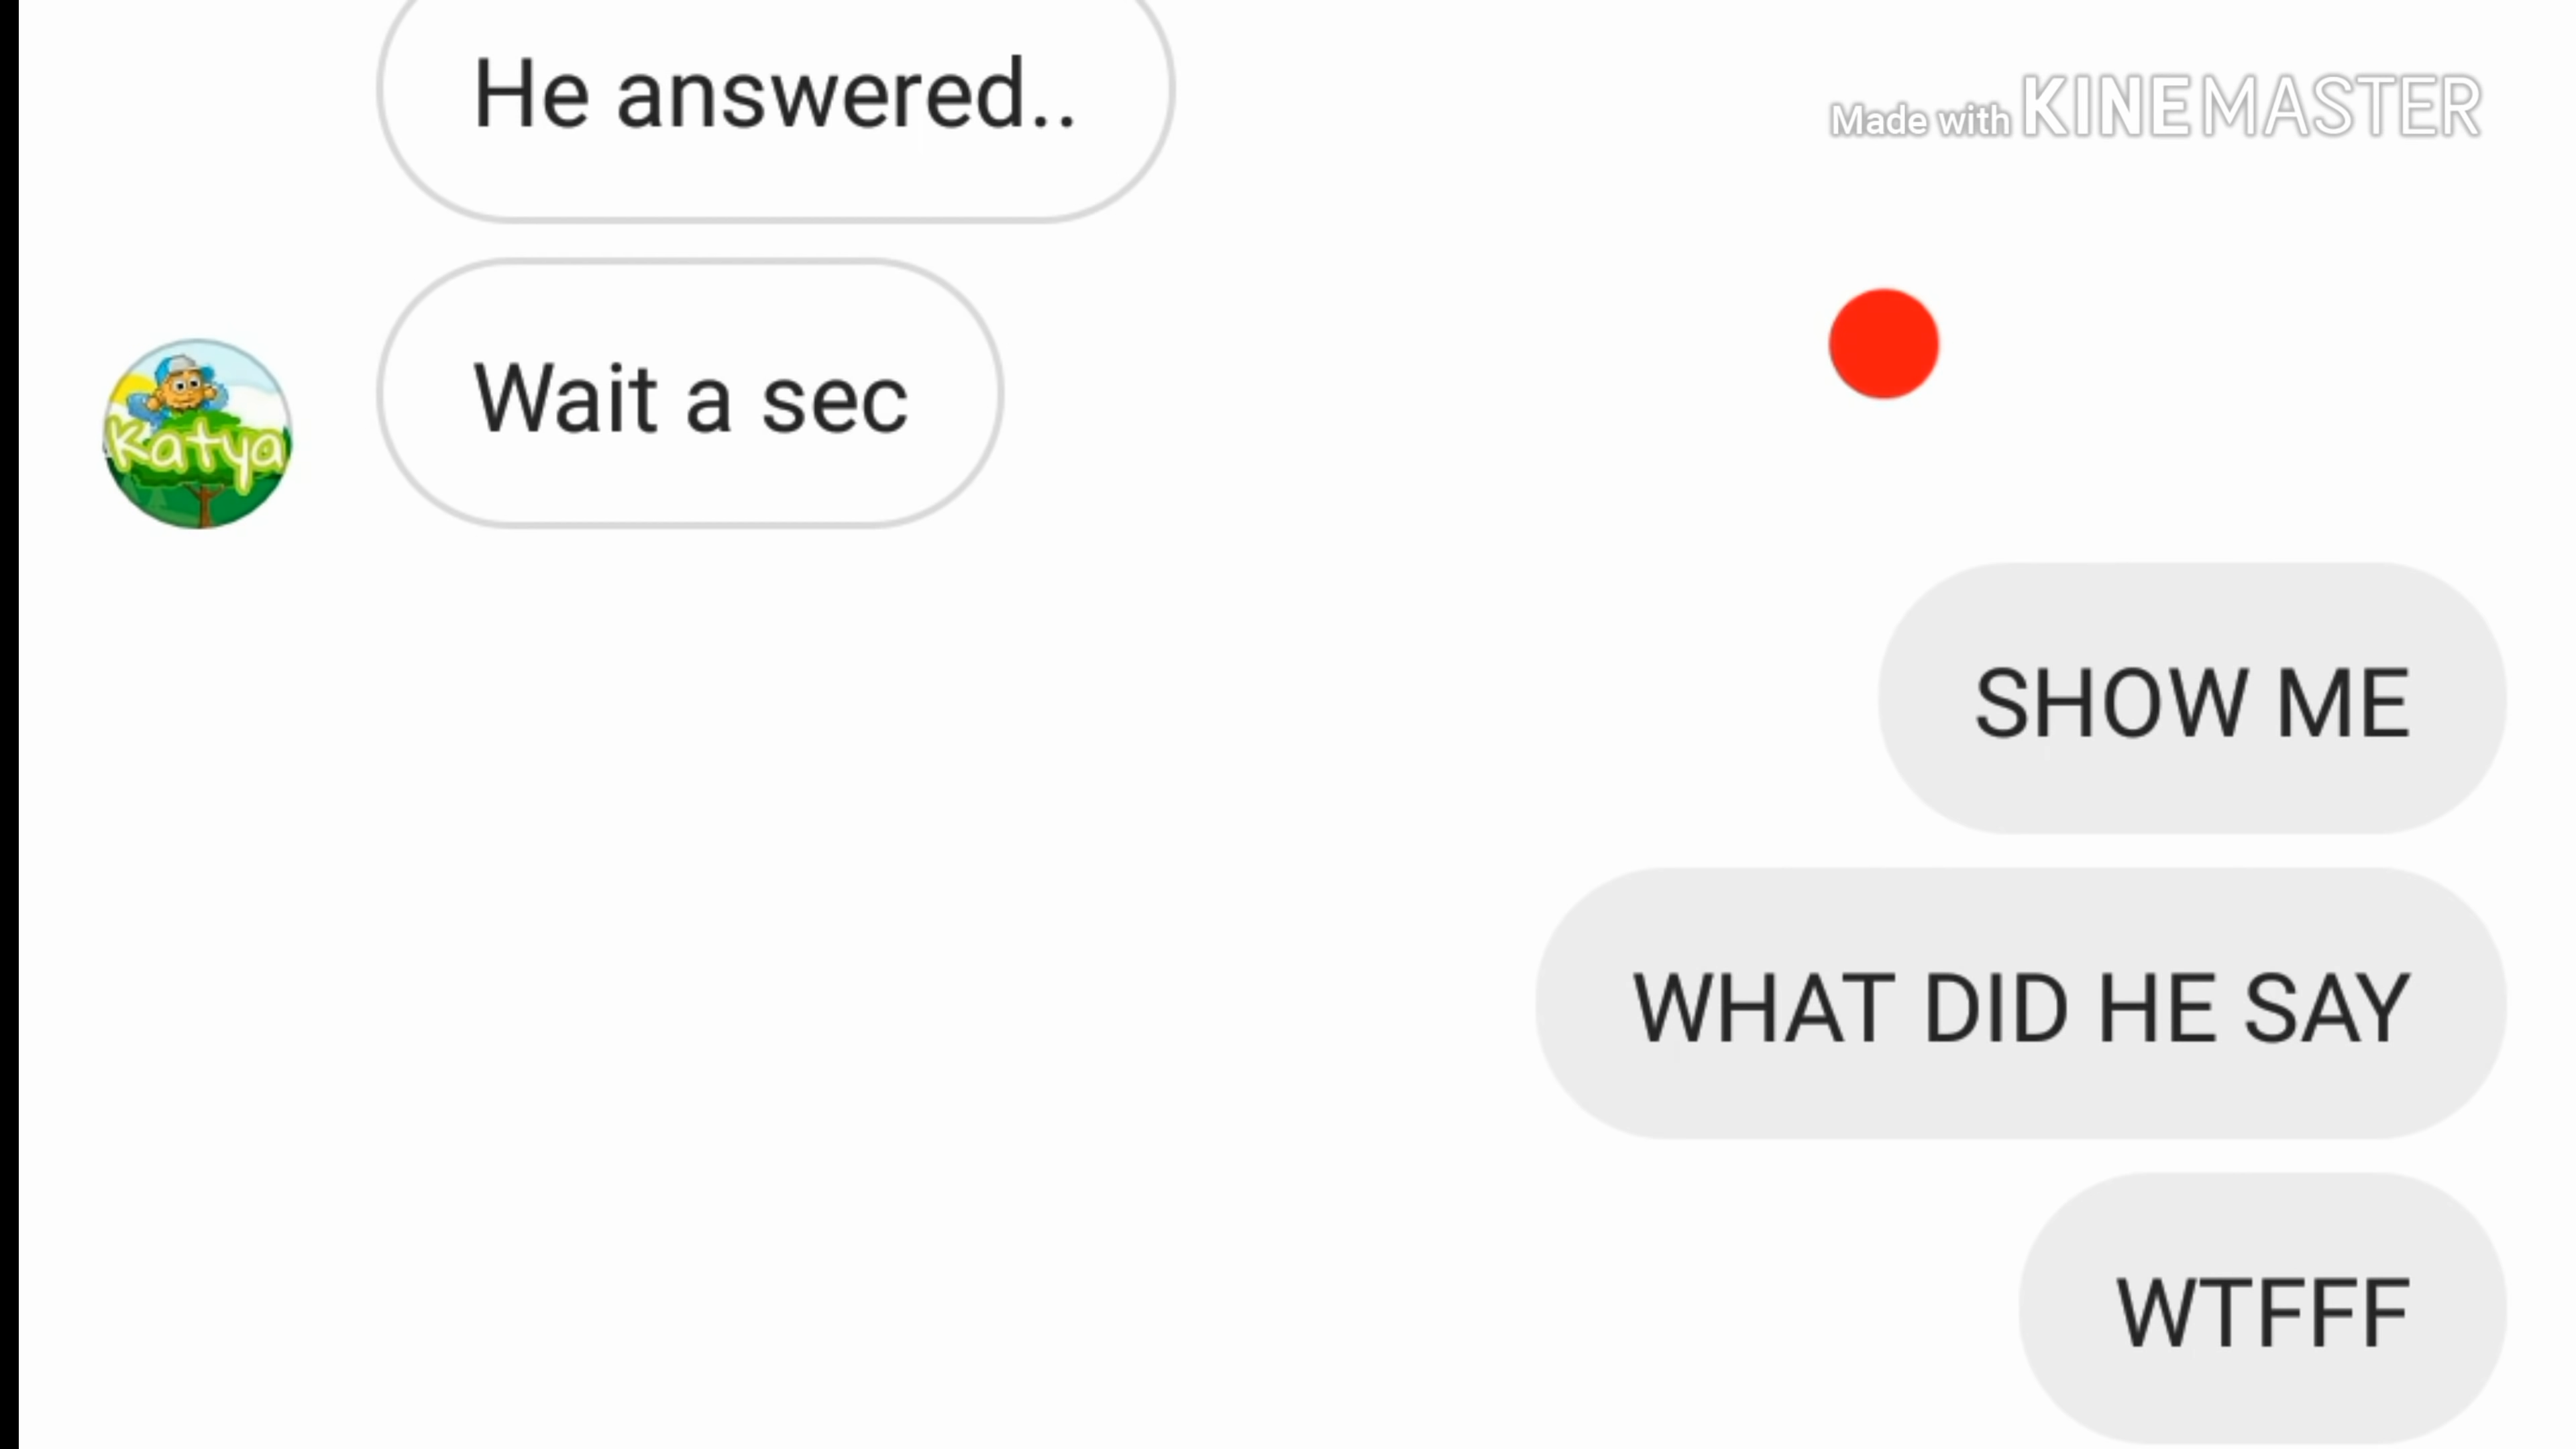 He answered..
Made with KINEMASTER
Wait a sec
Katya
SHOW ME
WHAT DID HE SAY
WTFFF